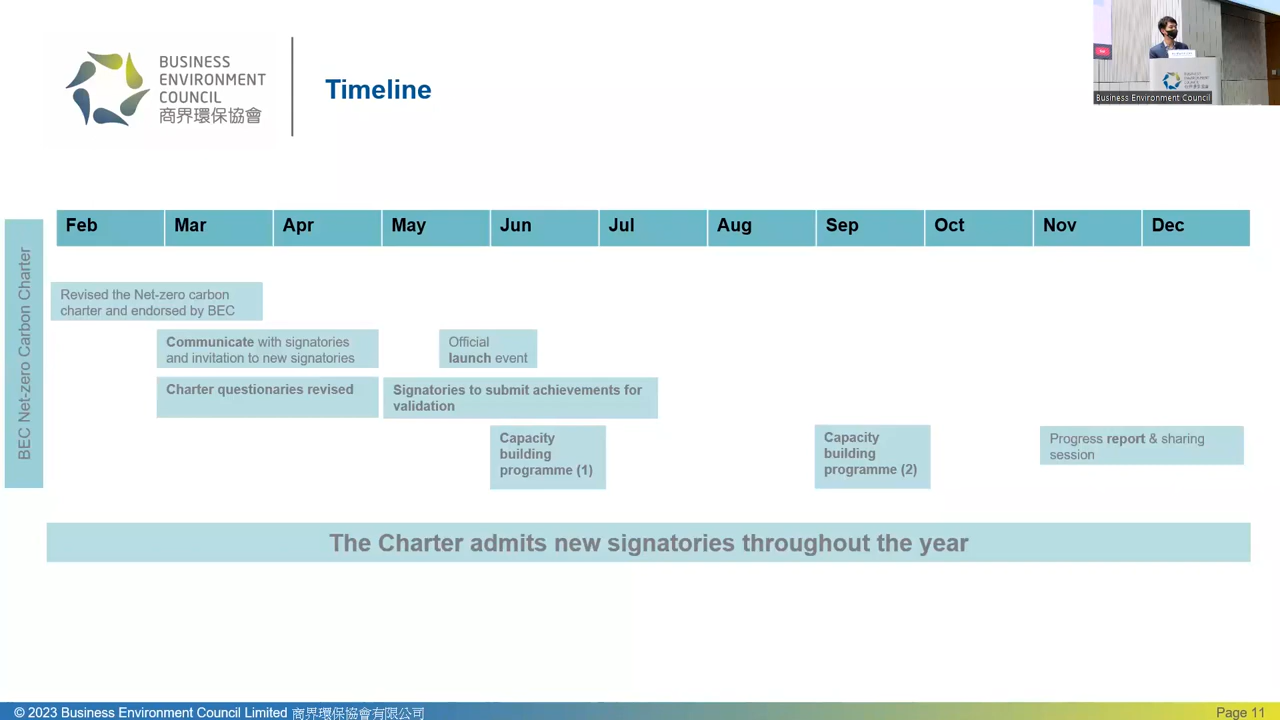 BUSINESS
ENVIRONMENT
COUNCIL
商界環保協會
Timeline
Business Environment Council
Feb
Mar
Apr
May
Jun
Jul
Aug
Sep
Oct
Nov
Dec
BEC Net-zero Carbon Charter
Revised the Net-zero carbon
charter and endorsed by BEC
Communicate with signatories
and invitation to new signatories
Official
launch event
Charter questionaries revised
Signatories to submit achievements for
validation
Capacity
building
programme (1)
Capacity
building
programme (2)
Progress report & sharing
session
The Charter admits new signatories throughout the year
© 2023 Business Environment Council Limited 商界環保協會有限公司
Page 11